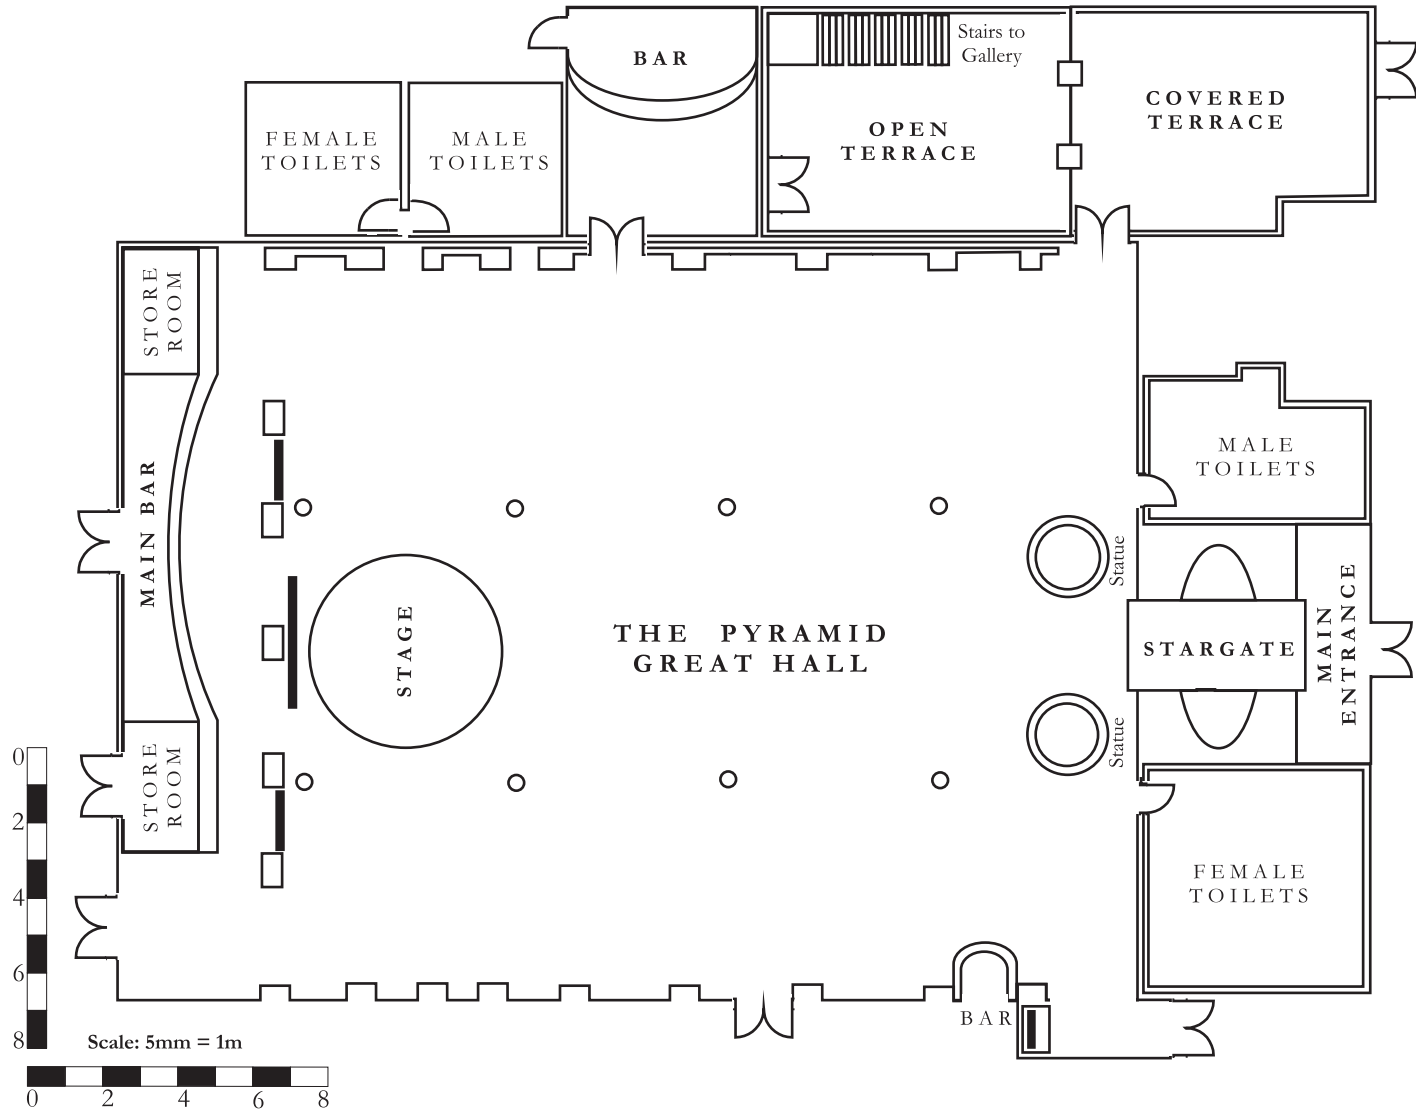 Stairs to
Gallery
BAR
COVERED
TERRACE
OPEN
TERRACE
FEMALE
TOILETS
MALE
TOILETS
STORE
ROOM
MALE
TOILETS
MAIN BAR
Statue
STAGE
THE PYRAMID
GREAT HALL
STARGATE
MAIN
ENTRANCE
Statue
STORE
ROOM
FEMALE
TOILETS
BAR
0
2
4
6
8
Scale: 5mm = 1m
0 2 4 6 8